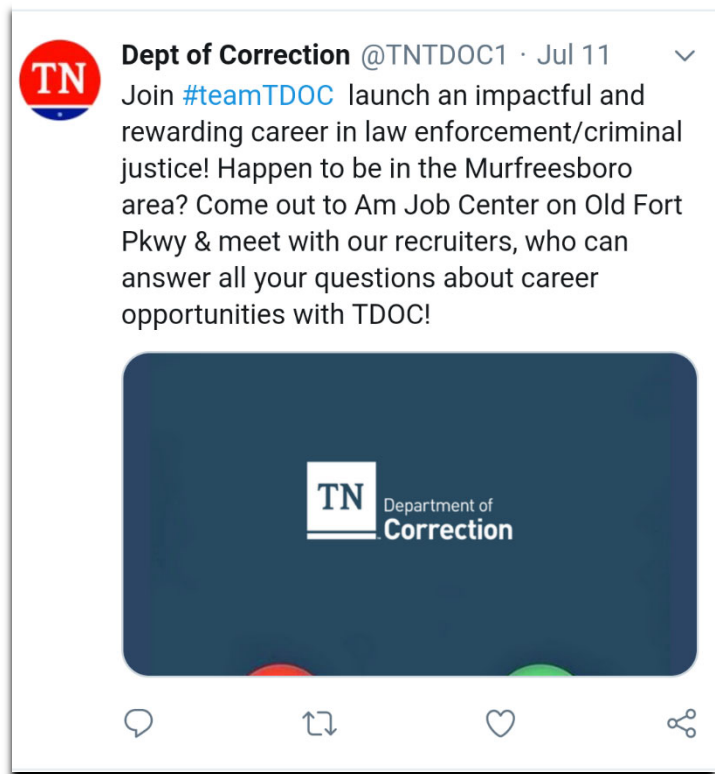 TN
Dept of Correction @TNTDOC1 · Jul 11
Join #teamTDOC launch an impactful and
rewarding career in law enforcement/criminal
justice! Happen to be in the Murfreesboro
area? Come out to Am Job Center on Old Fort
Pkwy & meet with our recruiters, who can
answer all your questions about career
opportunities with TDOC!
TN
Department of
Correction